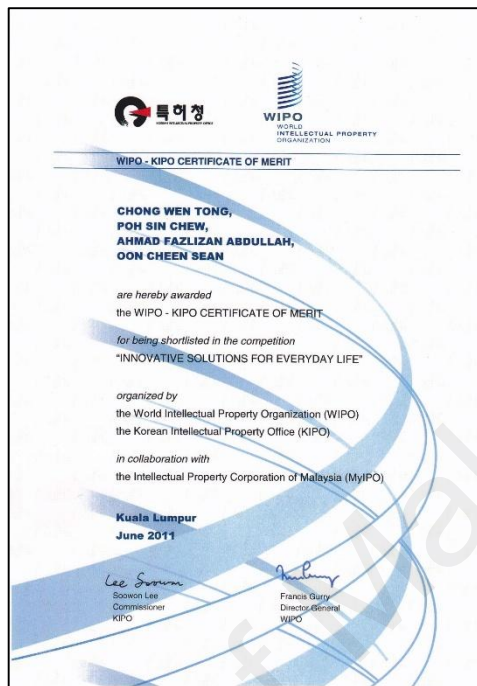 특허청
WIPO
WORLD
INTELLECTUAL PROPERTY
ORGANIZATION
WIPO - KIPO CERTIFICATE OF MERIT
CHONG WEN TONG,
POH SIN CHEW,
AHMAD FAZLIZAN ABDULLAH,
OON CHEEN SEAN
are hereby awarded
the WIPO - KIPO CERTIFICATE OF MERIT
for being shortlisted in the competition
"INNOVATIVE SOLUTIONS FOR EVERYDAY LIFE"
organized by
the World Intellectual Property Organization (WIPO)
the Korean Intellectual Property Office (KIPO)
in collaboration with
the Intellectual Property Corporation of Malaysia (MyIPO)
Kuala Lumpur
June 2011
Lee Soowon
Soowon Lee
Commissioner
KIPO
Francis Gurry
Director General
WIPO